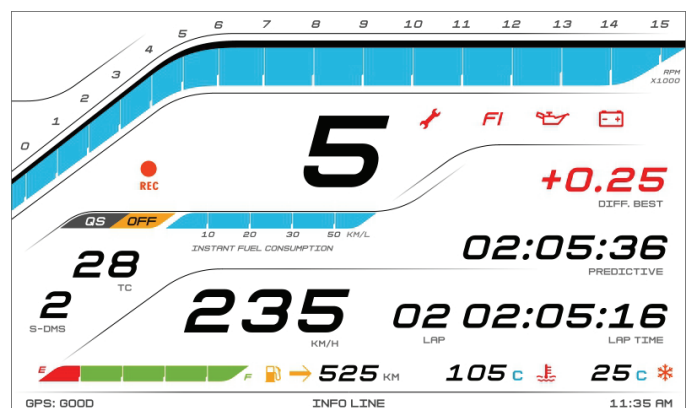 0 1 2 3 4 5 6 7 8 9 10 11 12 13 14 15
RPM
X1000
5
FI
REC
+0.25
DIFF. BEST
QS OFF
10 20 30 50 KM/L
INSTANT FUEL CONSUMPTION
02:05:36
PREDICTIVE
28
TC
2
S-DMS
235
KM/H
02 02:05:16
LAP LAP TIME
E F 525 KM 105 C 25 C
GPS: GOOD INFO LINE 11:35 AM